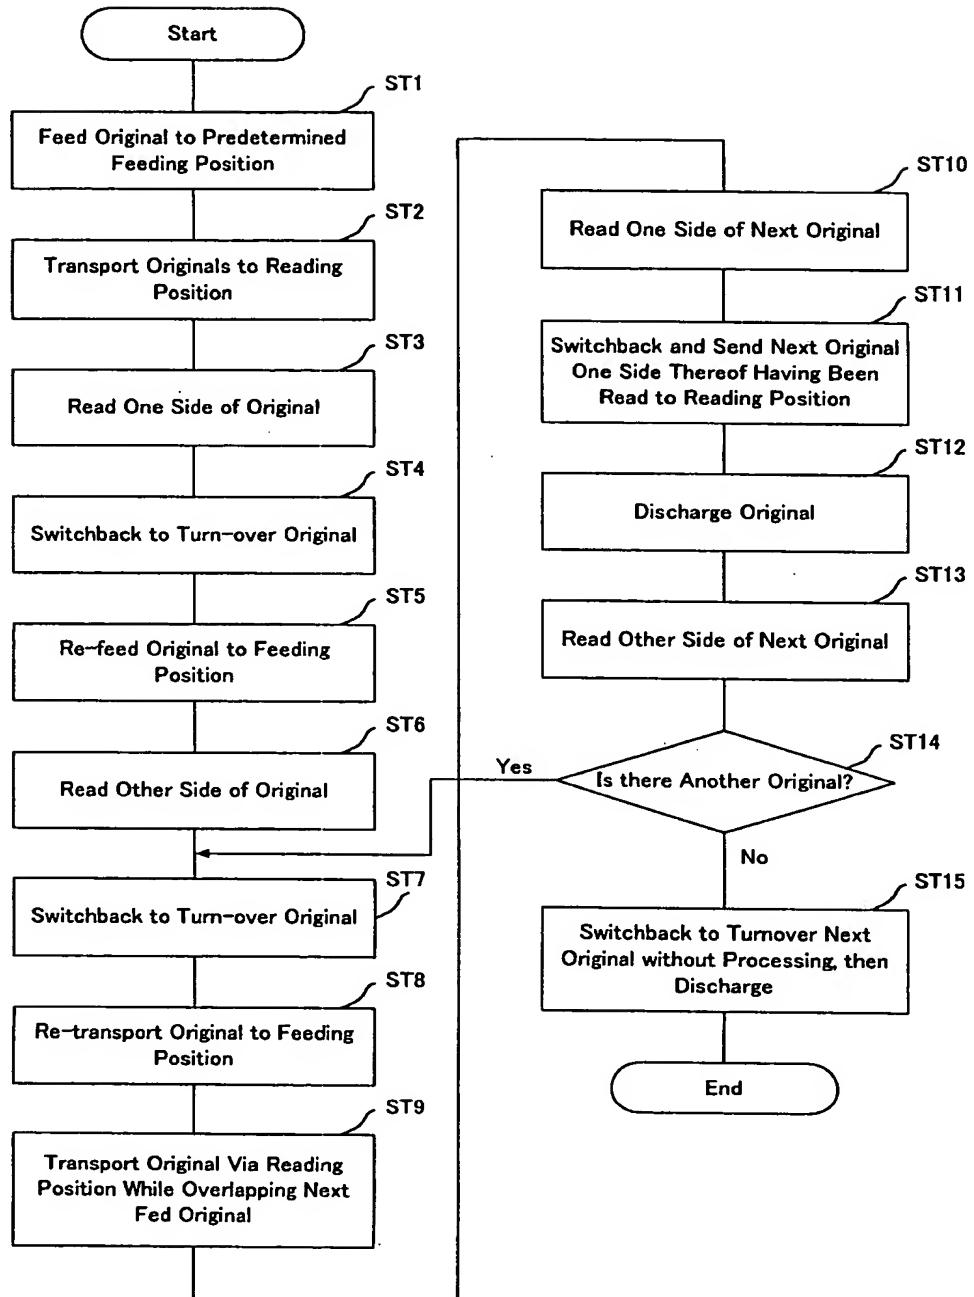 Start
ST1
Feed Original to Predetermined
Feeding Position
ST2
Transport Originals to Reading
Position
ST3
Read One Side of Original
ST4
Switchback to Turn-over Original
ST5
Re-feed Original to Feeding
Position
ST6
Read Other Side of Original
ST7
Switchback to Turn-over Original
ST8
Re-transport Original to Feeding
Position
ST9
Transport Original Via Reading
Position While Overlapping Next
Fed Original
ST10
Read One Side of Next Original
ST11
Switchback and Send Next Original
One Side Thereof Having Been
Read to Reading Position
ST12
Discharge Original
ST13
Read Other Side of Next Original
ST14
Is there Another Original?
Yes
No
ST15
Switchback to Turnover Next
Original without Processing, then
Discharge
End